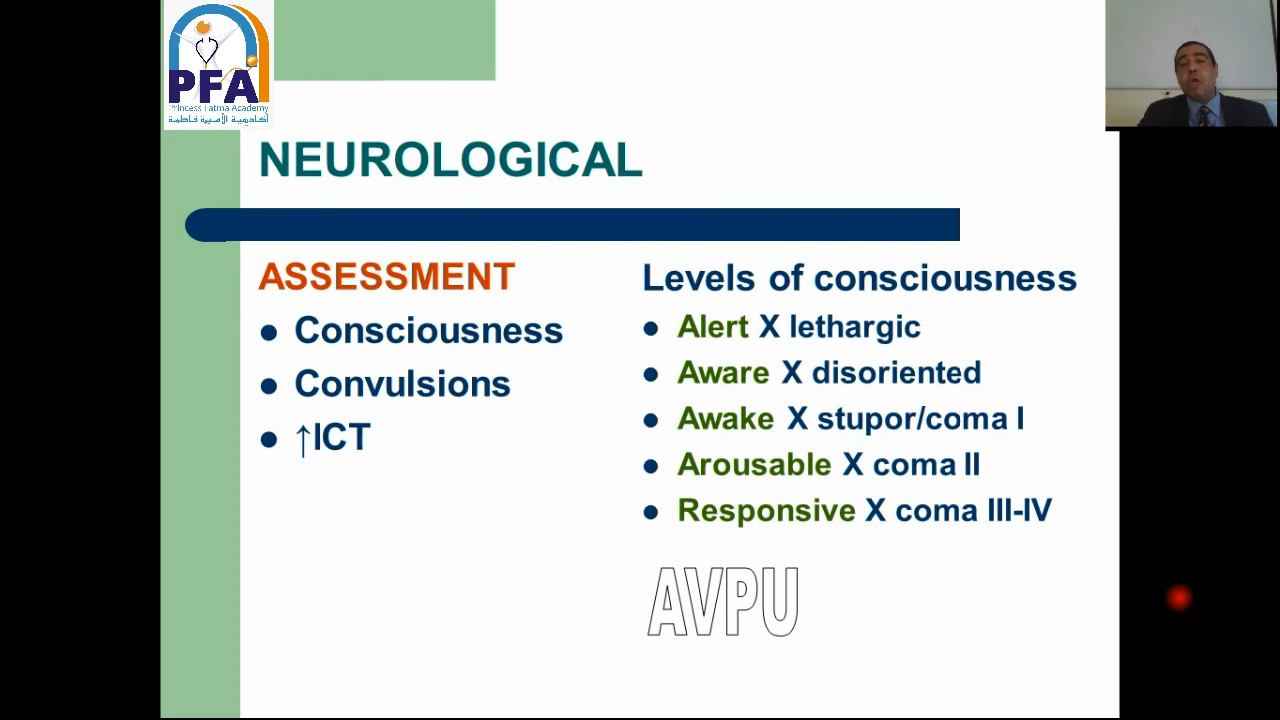 PFA
Princess Fatma Academy
أكاديمية الأميرة فاطمة
NEUROLOGICAL
ASSESSMENT
● Consciousness
● Convulsions
● ↑ICT
Levels of consciousness
● Alert X lethargic
● Aware X disoriented
● Awake X stupor/coma I
● Arousable X coma II
● Responsive X coma III-IV
AVPU